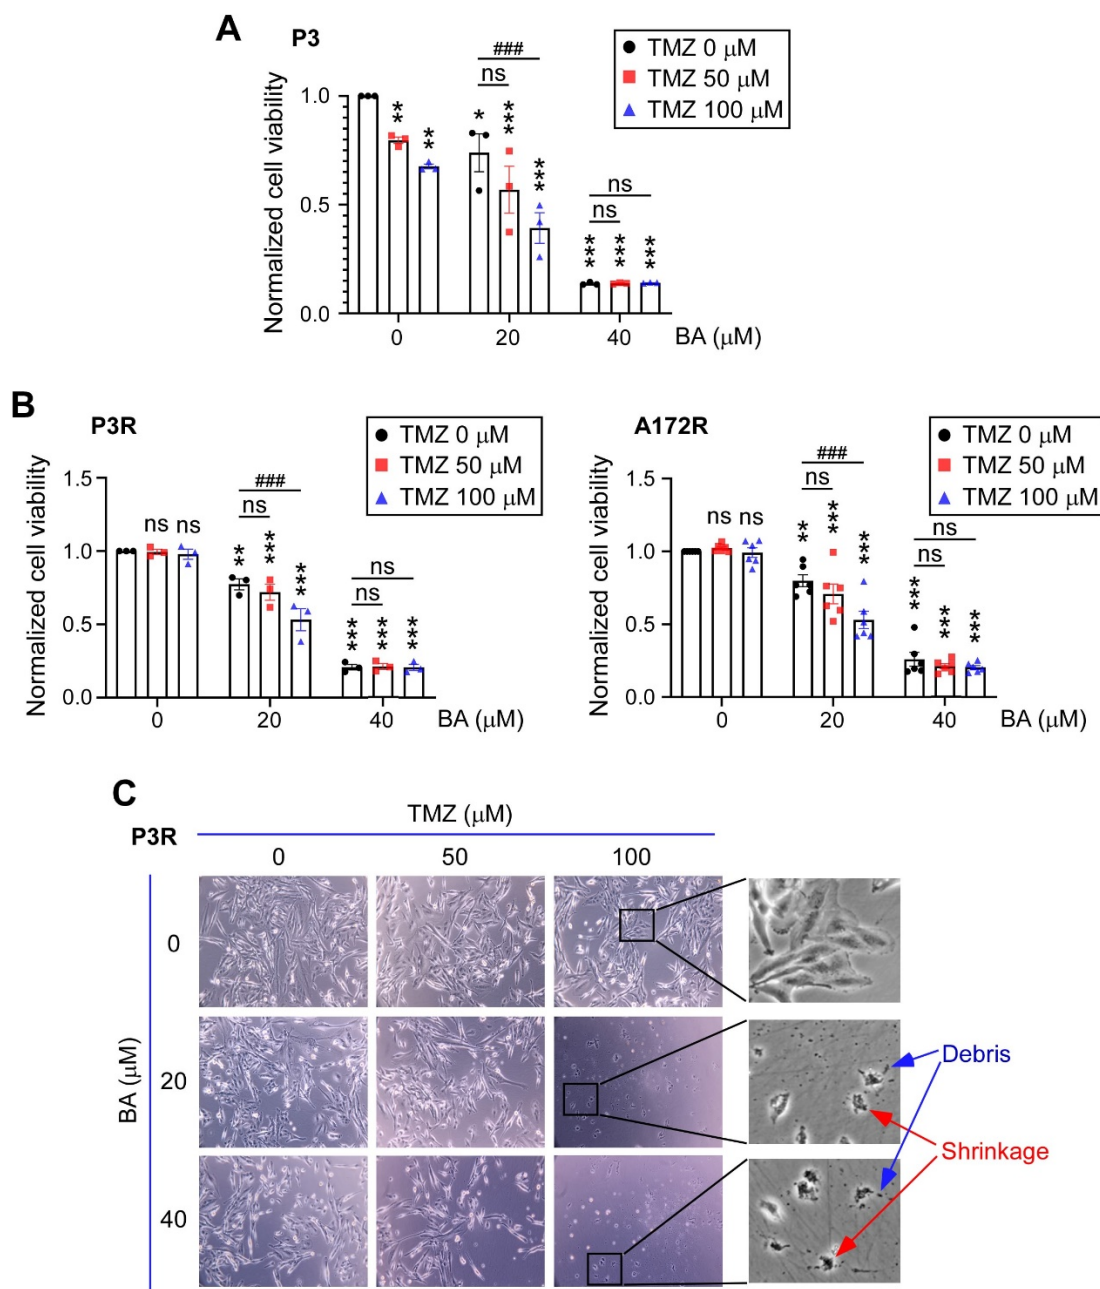 A
P3
TMZ 0 μM
TMZ 50 μM
TMZ 100 μM
Normalized cell viability
1.0
0.5
0.0
**
**
*
***
***
ns
###
***
***
***
ns
ns
0
20
40
BA (μM)
B
P3R
TMZ 0 μM
TMZ 50 μM
TMZ 100 μM
Normalized cell viability
1.5
1.0
0.5
0.0
ns
ns
**
***
***
ns
###
***
***
***
ns
ns
0
20
40
BA (μM)
A172R
TMZ 0 μM
TMZ 50 μM
TMZ 100 μM
Normalized cell viability
1.5
1.0
0.5
0.0
ns
ns
**
***
***
ns
###
***
***
***
ns
ns
0
20
40
BA (μM)
C
P3R
TMZ (μM)
0
50
100
BA (μM)
0
20
40
Debris
Shrinkage